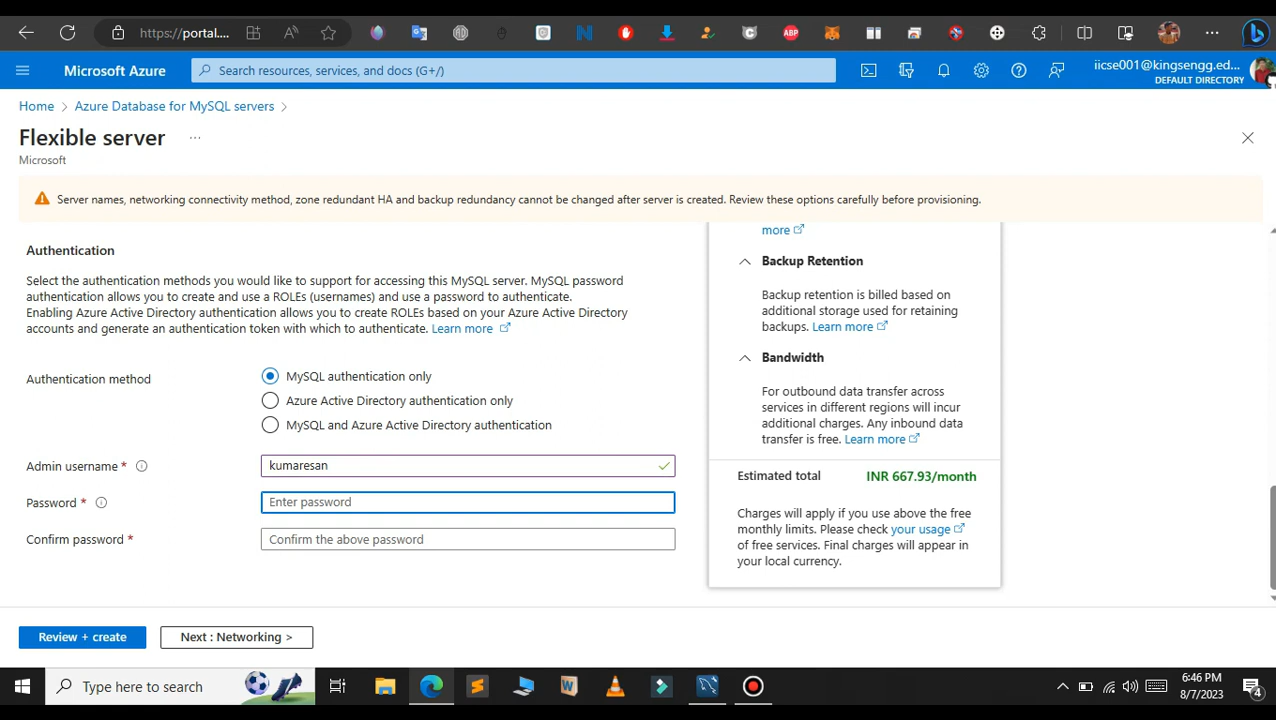 https://portal....
Microsoft Azure
Search resources, services, and docs (G+/)
iicse001@kingsengg.ed...
DEFAULT DIRECTORY
Home > Azure Database for MySQL servers >
Flexible server ...
Microsoft
Server names, networking connectivity method, zone redundant HA and backup redundancy cannot be changed after server is created. Review these options carefully before provisioning.
Authentication
Select the authentication methods you would like to support for accessing this MySQL server. MySQL password
authentication allows you to create and use a ROLEs (usernames) and use a password to authenticate.
Enabling Azure Active Directory authentication allows you to create ROLEs based on your Azure Active Directory
accounts and generate an authentication token with which to authenticate. Learn more
Authentication method
MySQL authentication only
Azure Active Directory authentication only
MySQL and Azure Active Directory authentication
Admin username *
kumaresan
Password *
Enter password
Confirm password *
Confirm the above password
more
Backup Retention
Backup retention is billed based on
additional storage used for retaining
backups. Learn more
Bandwidth
For outbound data transfer across
services in different regions will incur
additional charges. Any inbound data
transfer is free. Learn more
Estimated total INR 667.93/month
Charges will apply if you use above the free
monthly limits. Please check your usage
of free services. Final charges will appear in
your local currency.
Review + create
Next : Networking >
Type here to search
6:46 PM
8/7/2023
4